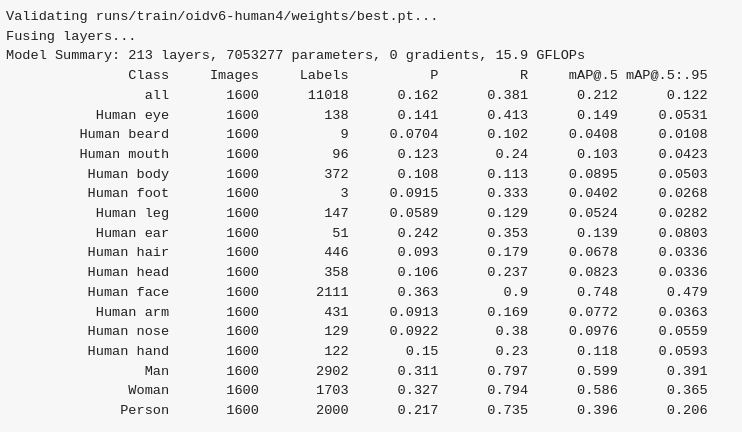 Validating runs/train/oidv6-human4/weights/best.pt...
Fusing layers...
Model Summary: 213 layers, 7053277 parameters, 0 gradients, 15.9 GFLOPs
Class Images Labels P R mAP@.5 mAP@.5:.95
all 1600 11018 0.162 0.381 0.212 0.122
Human eye 1600 138 0.141 0.413 0.149 0.0531
Human beard 1600 9 0.0704 0.102 0.0408 0.0108
Human mouth 1600 96 0.123 0.24 0.103 0.0423
Human body 1600 372 0.108 0.113 0.0895 0.0503
Human foot 1600 3 0.0915 0.333 0.0402 0.0268
Human leg 1600 147 0.0589 0.129 0.0524 0.0282
Human ear 1600 51 0.242 0.353 0.139 0.0803
Human hair 1600 446 0.093 0.179 0.0678 0.0336
Human head 1600 358 0.106 0.237 0.0823 0.0336
Human face 1600 2111 0.363 0.9 0.748 0.479
Human arm 1600 431 0.0913 0.169 0.0772 0.0363
Human nose 1600 129 0.0922 0.38 0.0976 0.0559
Human hand 1600 122 0.15 0.23 0.118 0.0593
Man 1600 2902 0.311 0.797 0.599 0.391
Woman 1600 1703 0.327 0.794 0.586 0.365
Person 1600 2000 0.217 0.735 0.396 0.206